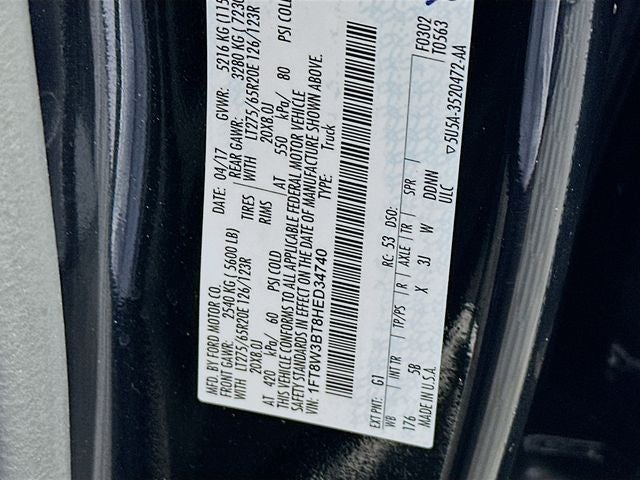 MFD. BY FORD MOTOR CO.
DATE: 04/17 GVWR: 5216 KG (115
FRONT GAWR: 2540 KG (5600 LB) REAR GAWR: 3280 KG (7230
WITH LT275/65R20E 126/123R TIRES WITH LT275/65R20E 126/123R
20X8.0J RIMS 20X8.0J
AT 420 kPa/ 60 PSI COLD AT 550 kPa/ 80 PSI COLD
THIS VEHICLE CONFORMS TO ALL APPLICABLE FEDERAL MOTOR VEHICLE
SAFETY STANDARDS IN EFFECT ON THE DATE OF MANUFACTURE SHOWN ABOVE.
VIN: 1FT8W3BT8HED34740 TYPE: Truck
F0302
T0563
EXT PNT: G1 RC: 53 DSO:
WB INT TR TP/PS R AXLE TR SPR
176 5B X 3J W DDNN
MADE IN U.S.A. ULC
5U5A-3520472-AA